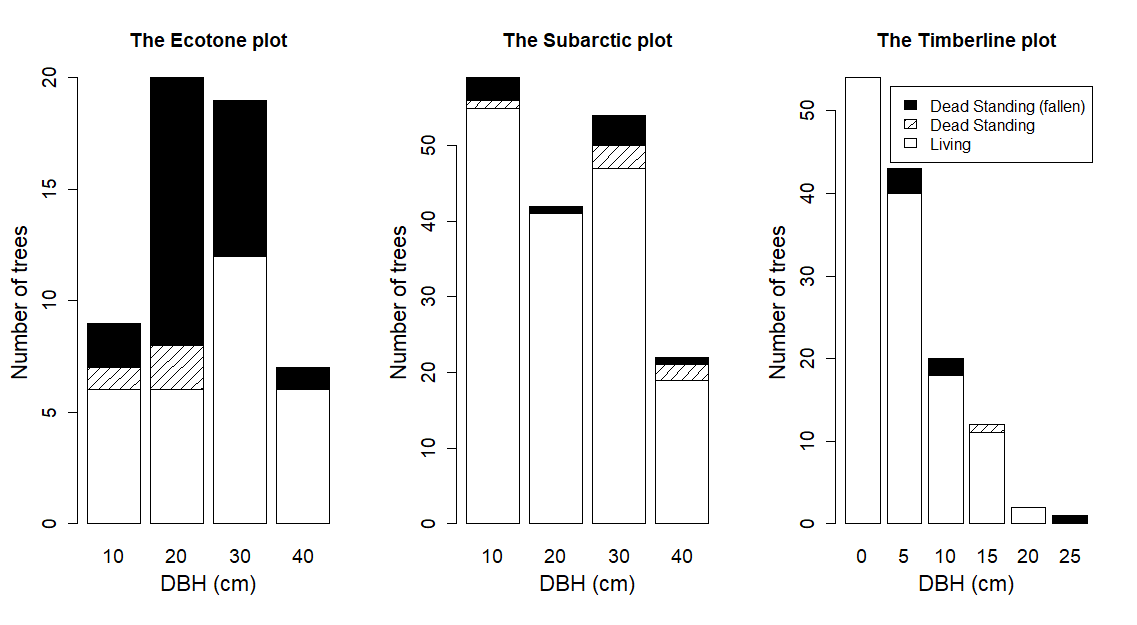 The Ecotone plot
Number of trees
20
15
10
5
0
10 20 30 40
DBH (cm)
The Subarctic plot
Number of trees
50
40
30
20
10
0
10 20 30 40
DBH (cm)
The Timberline plot
Number of trees
50
40
30
20
10
0
Dead Standing (fallen)
Dead Standing
Living
0 5 10 15 20 25
DBH (cm)